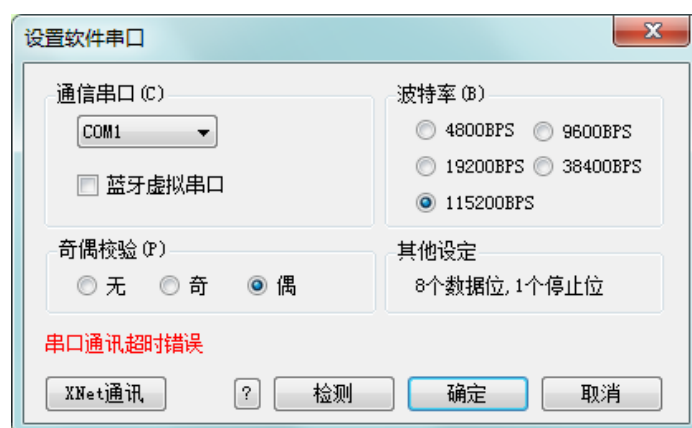 设置软件串口
通信串口(C)
COM1
蓝牙虚拟串口
波特率(B)
4800BPS 9600BPS
19200BPS 38400BPS
115200BPS
奇偶校验(P)
无 奇 偶
其他设定
8个数据位,1个停止位
串口通讯超时错误
XNet通讯 ? 检测 确定 取消